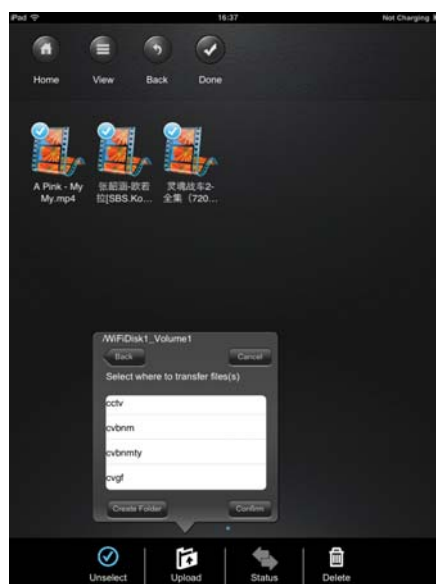 iPad 16:37 Not Charging
Home View Back Done
A Pink - My My.mp4
张韶涵-欧若拉[SBS.Ko...
灵魂战车2-全集（720...
/WiFiDisk1_Volume1
Back Cancel
Select where to transfer files(s)
cctv
cvbnm
cvbnmty
cvgf
Create Folder Confirm
Unselect Upload Status Delete